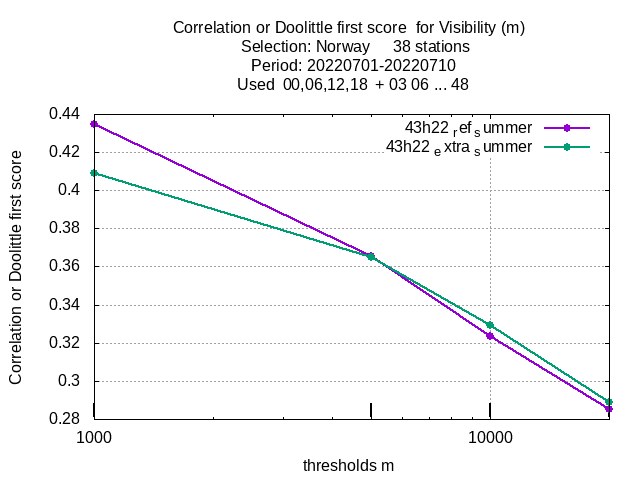 Correlation or Doolittle first score  for Visibility (m)
Selection: Norway     38 stations
Period: 20220701-20220710
Used  00,06,12,18  + 03 06 ... 48
43h22 ref summer
43h22 extra summer
Correlation or Doolittle first score
0.44
0.42
0.4
0.38
0.36
0.34
0.32
0.3
0.28
1000
10000
thresholds m